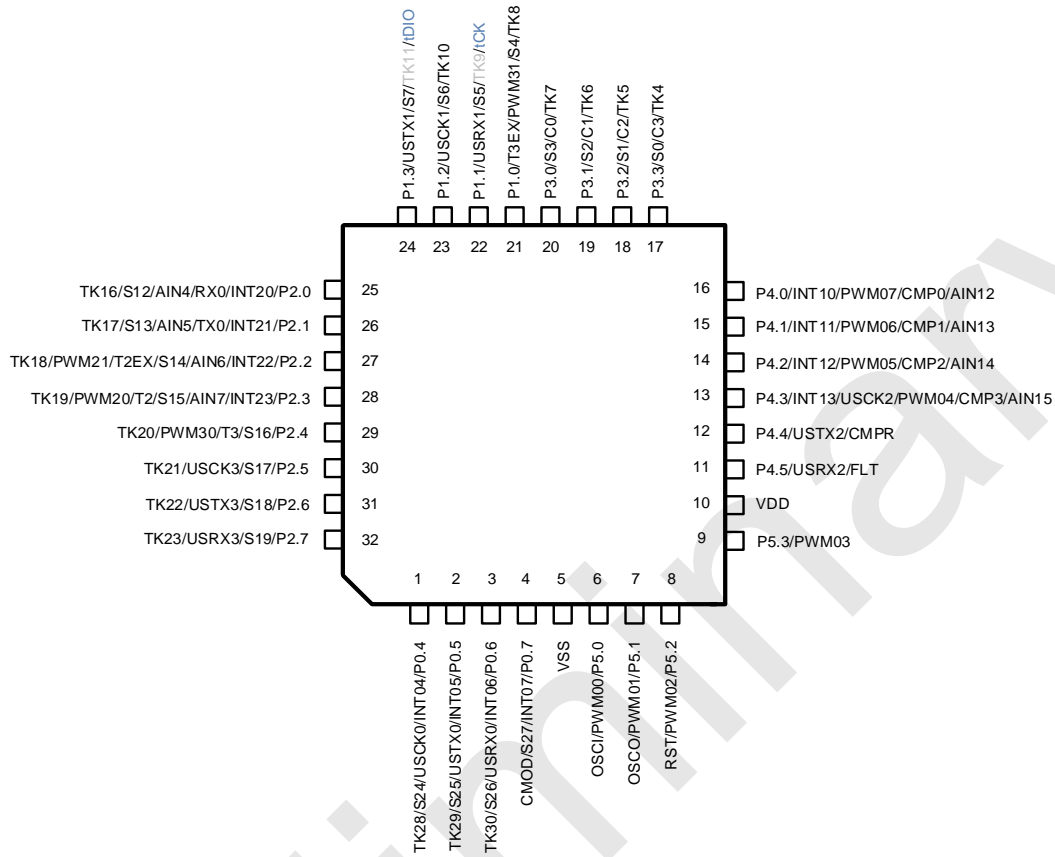 P1.3/USTX1/S7/TK11/tDIO
P1.2/USCK1/S6/TK10
P1.1/USRX1/S5/TK9/tCK
P1.0/T3EX/PWM31/S4/TK8
P3.0/S3/C0/TK7
P3.1/S2/C1/TK6
P3.2/S1/C2/TK5
P3.3/S0/C3/TK4
24 23 22 21 20 19 18 17
TK16/S12/AIN4/RX0/INT20/P2.0 25
TK17/S13/AIN5/TX0/INT21/P2.1 26
TK18/PWM21/T2EX/S14/AIN6/INT22/P2.2 27
TK19/PWM20/T2/S15/AIN7/INT23/P2.3 28
TK20/PWM30/T3/S16/P2.4 29
TK21/USCK3/S17/P2.5 30
TK22/USTX3/S18/P2.6 31
TK23/USRX3/S19/P2.7 32
16 P4.0/INT10/PWM07/CMP0/AIN12
15 P4.1/INT11/PWM06/CMP1/AIN13
14 P4.2/INT12/PWM05/CMP2/AIN14
13 P4.3/INT13/USCK2/PWM04/CMP3/AIN15
12 P4.4/USTX2/CMPR
11 P4.5/USRX2/FLT
10 VDD
9 P5.3/PWM03
1 2 3 4 5 6 7 8
TK28/S24/USCK0/INT04/P0.4
TK29/S25/USTX0/INT05/P0.5
TK30/S26/USRX0/INT06/P0.6
CMOD/S27/INT07/P0.7
VSS
OSCI/PWM00/P5.0
OSCO/PWM01/P5.1
RST/PWM02/P5.2